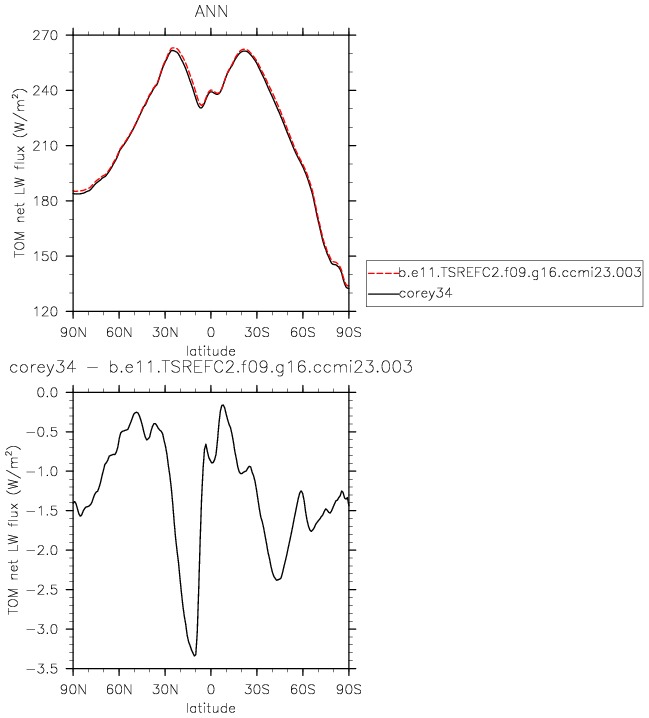 ANN
TOM net LW flux (W/m²)
270
240
210
180
150
120
90N 60N 30N 0 30S 60S 90S
latitude
b.e11.TSREFC2.f09.g16.ccmi23.003
corey34
corey34 − b.e11.TSREFC2.f09.g16.ccmi23.003
TOM net LW flux (W/m²)
0.0
−0.5
−1.0
−1.5
−2.0
−2.5
−3.0
−3.5
90N 60N 30N 0 30S 60S 90S
latitude